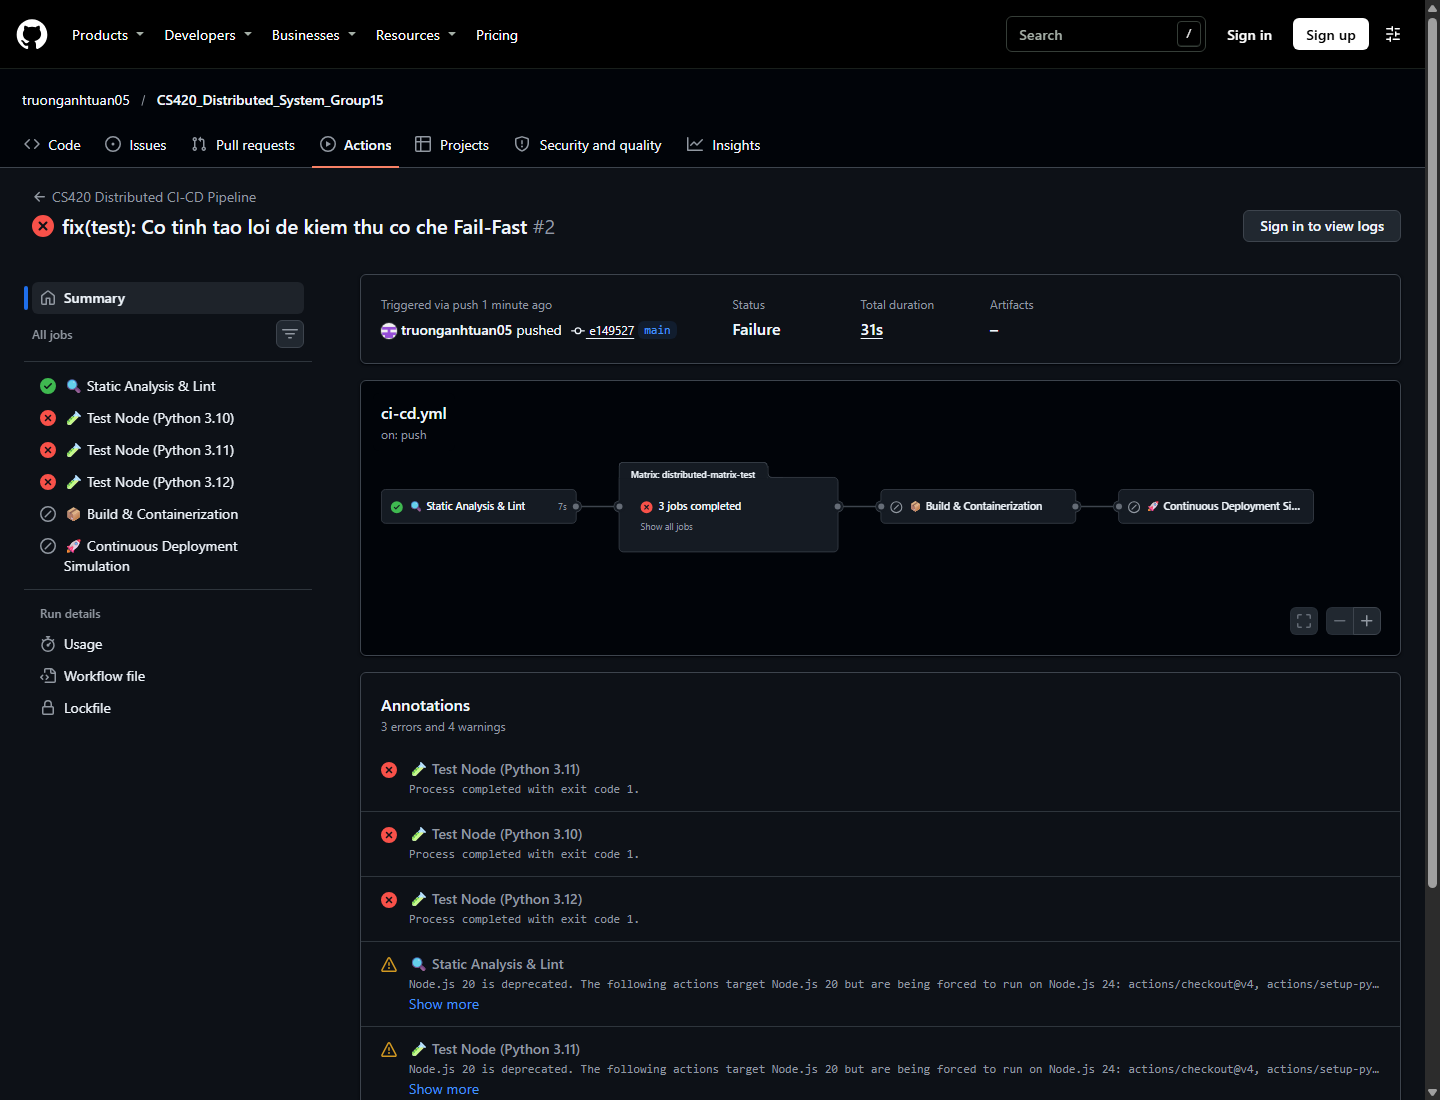 Products
Developers
Businesses
Resources
Pricing
Search
/
Sign in
Sign up
truonganhtuan05 / CS420_Distributed_System_Group15
Code
Issues
Pull requests
Actions
Projects
Security and quality
Insights
CS420 Distributed CI-CD Pipeline
fix(test): Co tinh tao loi de kiem thu co che Fail-Fast #2
Sign in to view logs
Summary
All jobs
Static Analysis & Lint
Test Node (Python 3.10)
Test Node (Python 3.11)
Test Node (Python 3.12)
Build & Containerization
Continuous Deployment
Simulation
Run details
Usage
Workflow file
Lockfile
Triggered via push 1 minute ago
truonganhtuan05 pushed e149527 main
Status
Failure
Total duration
31s
Artifacts
–
ci-cd.yml
on: push
Static Analysis & Lint 7s
Matrix: distributed-matrix-test
3 jobs completed
Show all jobs
Build & Containerization
Continuous Deployment Si...
Annotations
3 errors and 4 warnings
Test Node (Python 3.11)
Process completed with exit code 1.
Test Node (Python 3.10)
Process completed with exit code 1.
Test Node (Python 3.12)
Process completed with exit code 1.
Static Analysis & Lint
Node.js 20 is deprecated. The following actions target Node.js 20 but are being forced to run on Node.js 24: actions/checkout@v4, actions/setup-py…
Show more
Test Node (Python 3.11)
Node.js 20 is deprecated. The following actions target Node.js 20 but are being forced to run on Node.js 24: actions/checkout@v4, actions/setup-py…
Show more